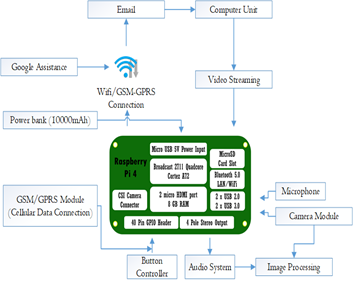 Email
Computer Unit
Google Assistance
Wifi/GSM-GPRS
Connection
Video Streaming
Power bank (10000mAh)
Raspberry
Pi 4
Micro USB 5V Power Input
Broadcast 2711 Quadcore
Cortex A72
MicroSD
Card Slot
Bluetooth 5.0
LAN/WiFi
CSI Camera
Connector
2 micro HDMI port
8 GB RAM
2 x USB 2.0
2 x USB 3.0
40 Pin GPIO Header
4 Pole Stereo Output
GSM/GPRS Module
(Cellular Data Connection)
Microphone
Camera Module
Button
Controller
Audio System
Image Processing